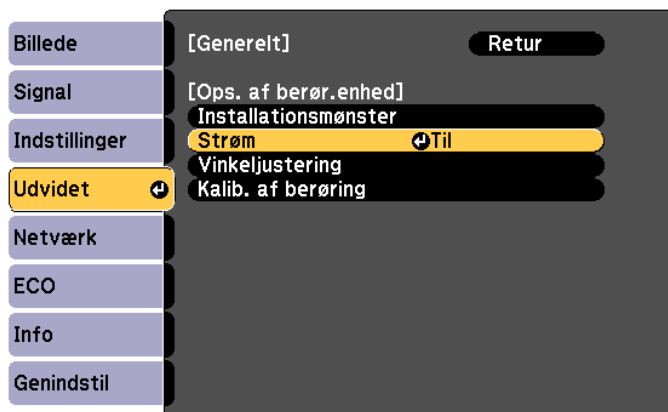 Billede
Signal
Indstillinger
Udvidet
Netværk
ECO
Info
Genindstil
[Generelt] Retur
[Ops. af berør.enhed]
Installationsmønster
Strøm Til
Vinkeljustering
Kalib. af berøring